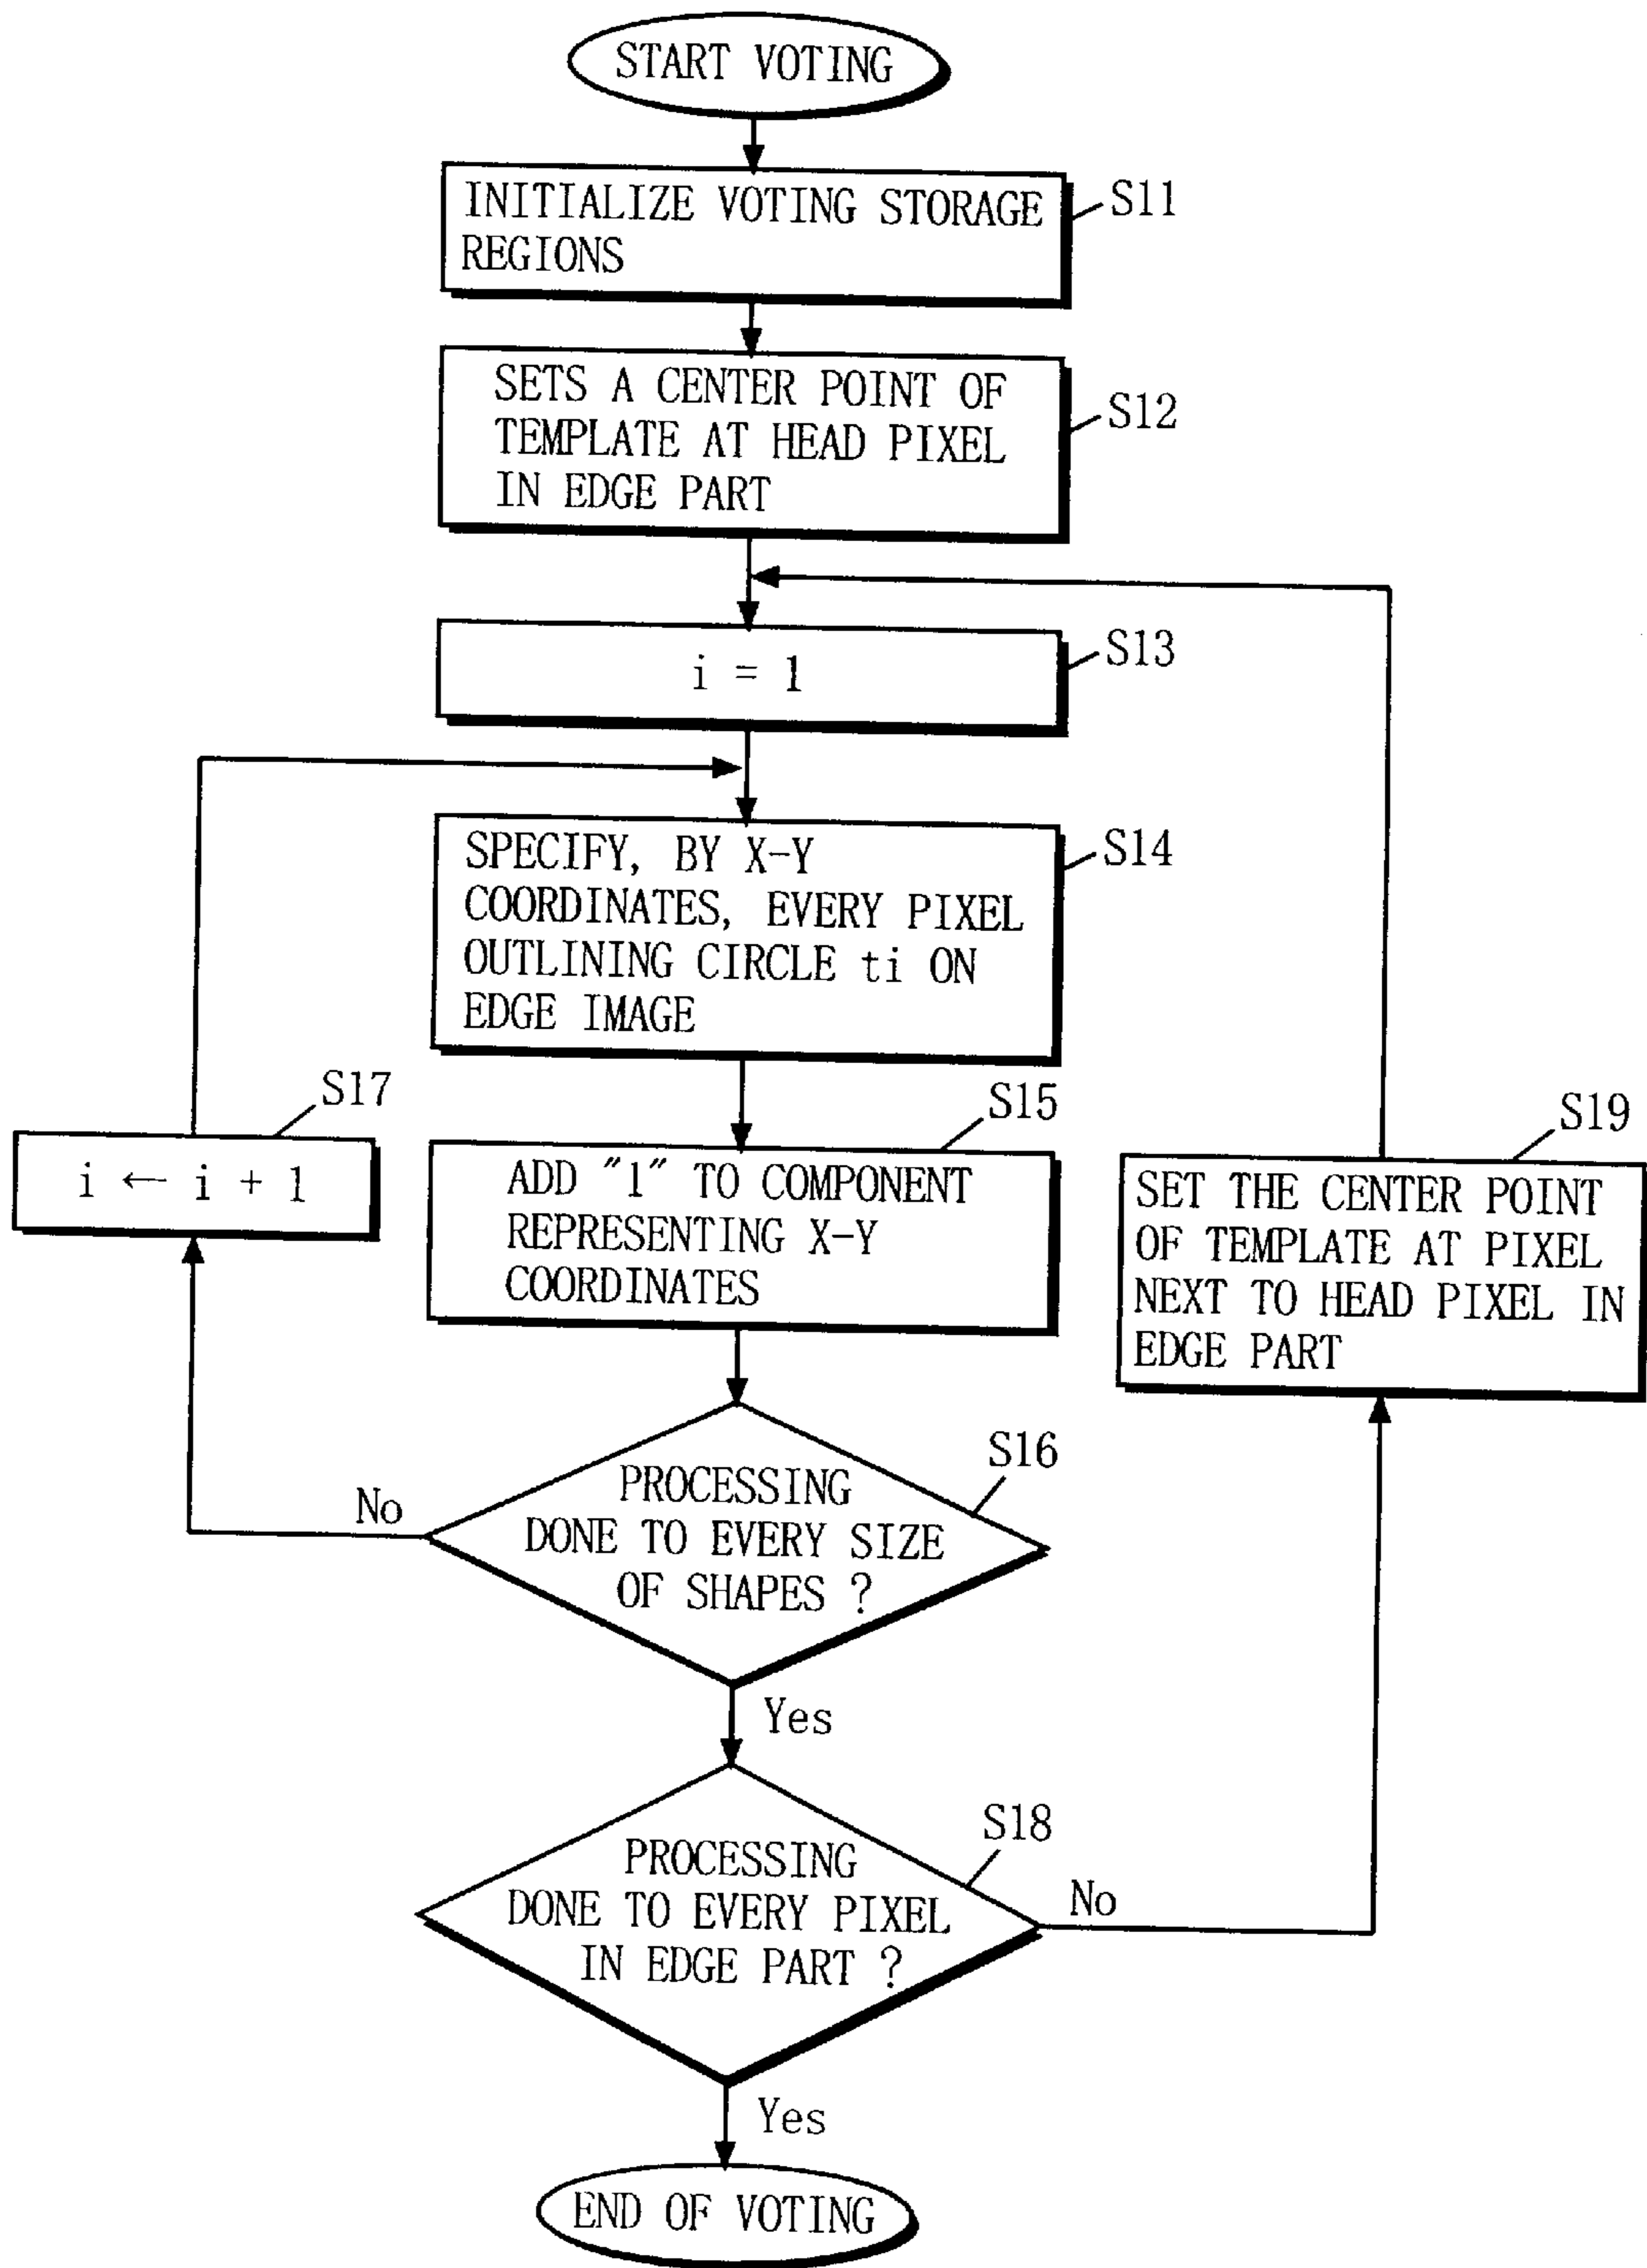 START VOTING
INITIALIZE VOTING STORAGE
REGIONS
S11
SETS A CENTER POINT OF
TEMPLATE AT HEAD PIXEL
IN EDGE PART
S12
i = 1
S13
SPECIFY, BY X-Y
COORDINATES, EVERY PIXEL
OUTLINING CIRCLE ti ON
EDGE IMAGE
S14
S17
i ← i + 1
S15
ADD "1" TO COMPONENT
REPRESENTING X-Y
COORDINATES
S19
SET THE CENTER POINT
OF TEMPLATE AT PIXEL
NEXT TO HEAD PIXEL IN
EDGE PART
S16
PROCESSING
DONE TO EVERY SIZE
OF SHAPES ?
No
Yes
S18
PROCESSING
DONE TO EVERY PIXEL
IN EDGE PART ?
No
Yes
END OF VOTING